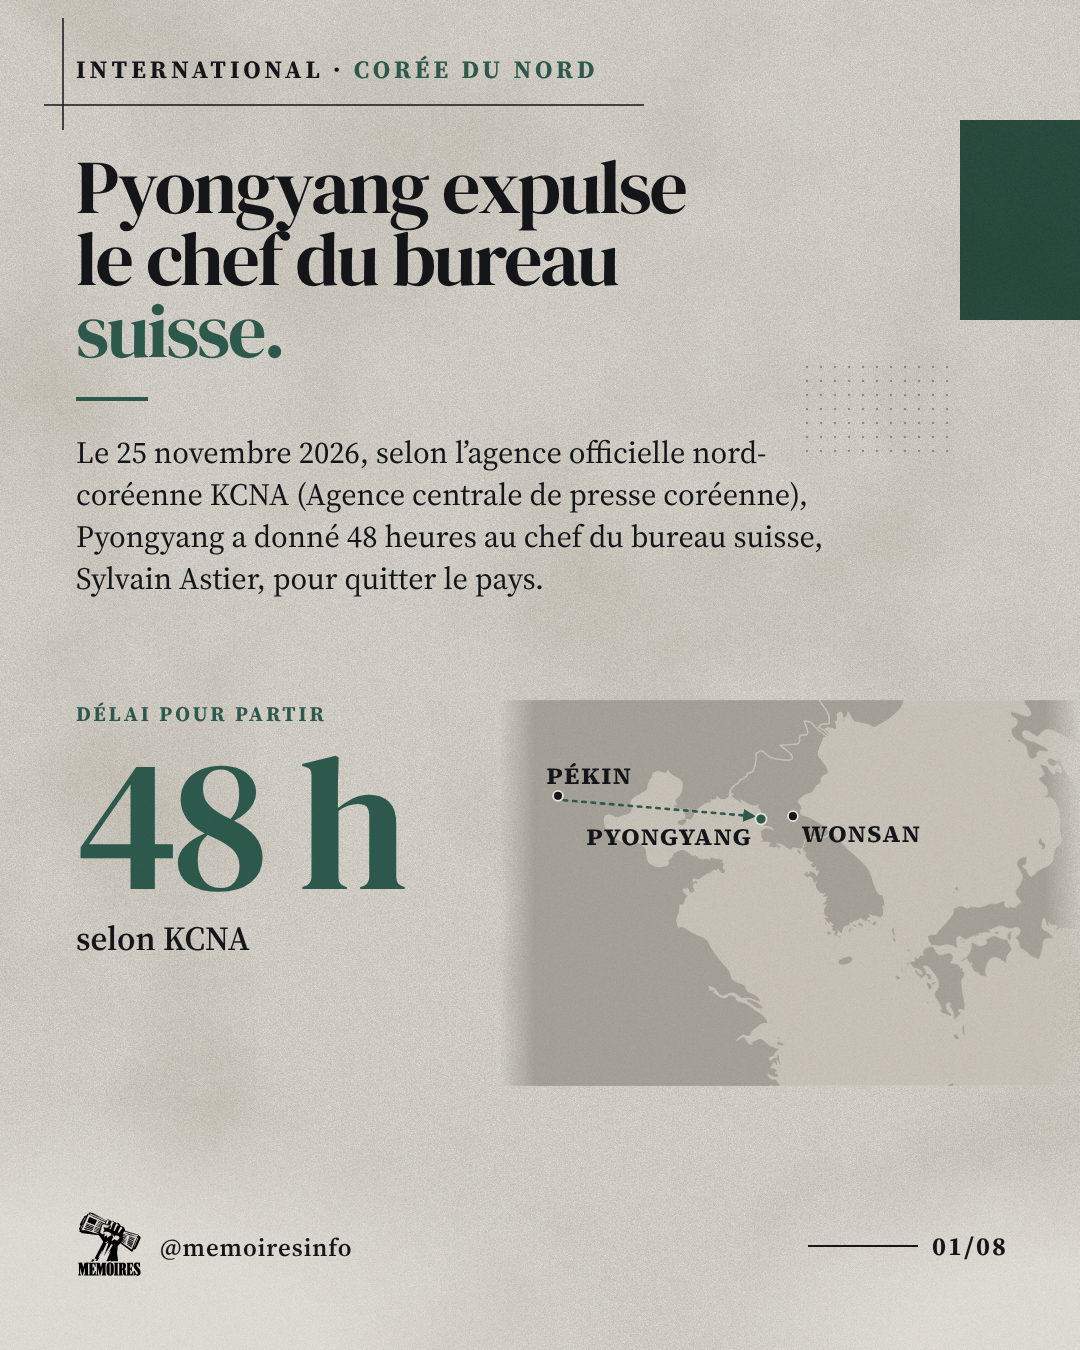 INTERNATIONAL · CORÉE DU NORD
Pyongyang expulse
le chef du bureau
suisse.
Le 25 novembre 2026, selon l’agence officielle nord-
coréenne KCNA (Agence centrale de presse coréenne),
Pyongyang a donné 48 heures au chef du bureau suisse,
Sylvain Astier, pour quitter le pays.
DÉLAI POUR PARTIR
48 h
selon KCNA
PÉKIN
PYONGYANG
WONSAN
MÉMOIRES
@memoiresinfo
01/08